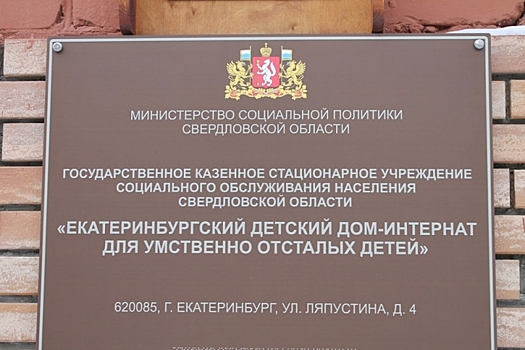 МИНИСТЕРСТВО СОЦИАЛЬНОЙ ПОЛИТИКИ
СВЕРДЛОВСКОЙ ОБЛАСТИ
ГОСУДАРСТВЕННОЕ КАЗЕННОЕ СТАЦИОНАРНОЕ УЧРЕЖДЕНИЕ
СОЦИАЛЬНОГО ОБСЛУЖИВАНИЯ НАСЕЛЕНИЯ
СВЕРДЛОВСКОЙ ОБЛАСТИ
«ЕКАТЕРИНБУРГСКИЙ ДЕТСКИЙ ДОМ-ИНТЕРНАТ
ДЛЯ УМСТВЕННО ОТСТАЛЫХ ДЕТЕЙ»
620085, Г. ЕКАТЕРИНБУРГ, УЛ. ЛЯПУСТИНА, Д. 4